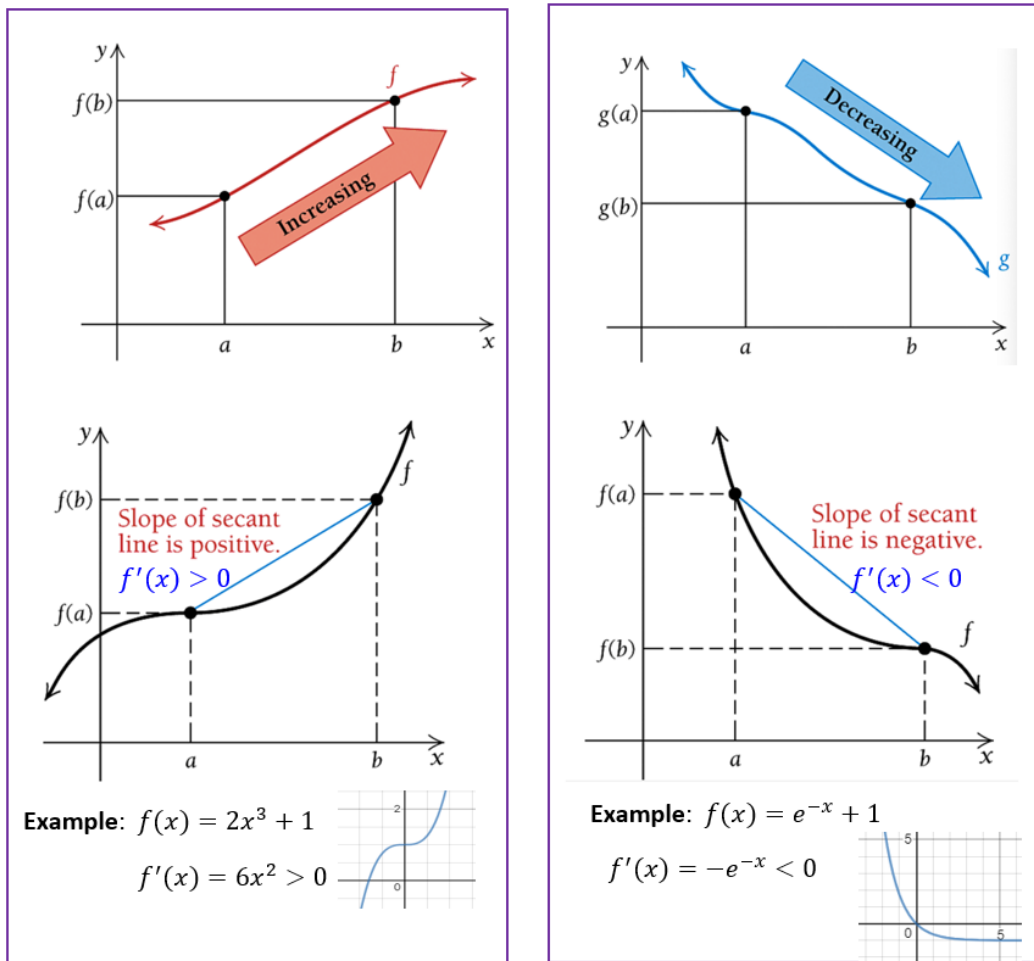 y
f
f(b)
f(a)
Increasing
a
b
x
y
f(b)
f
Slope of secant
line is positive.
f′(x) > 0
f(a)
a
b
x
Example: f(x) = 2x³ + 1
f′(x) = 6x² > 0
2
0
y
g(a)
Decreasing
g(b)
g
a
b
x
y
f(a)
Slope of secant
line is negative.
f′(x) < 0
f(b)
f
a
b
x
Example: f(x) = e⁻ˣ + 1
f′(x) = −e⁻ˣ < 0
5
0
5